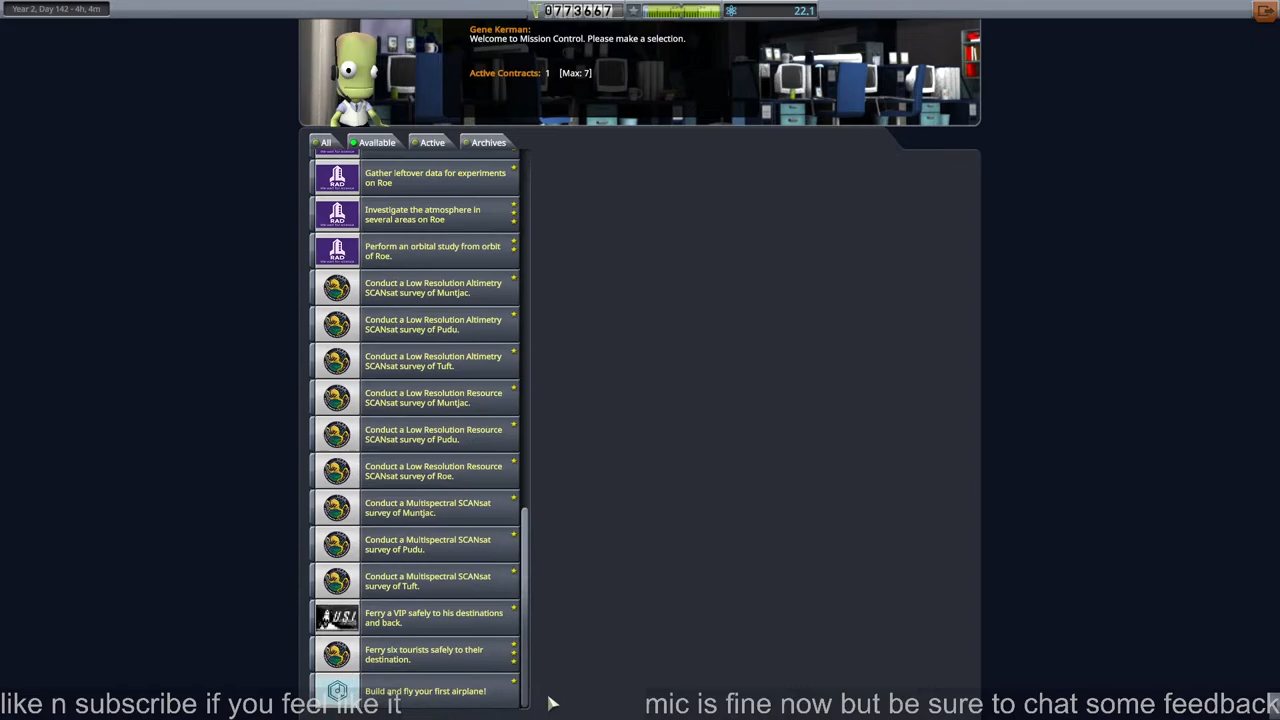 Year 2, Day 142 - 4h, 4m
0773667
22.1
Gene Kerman:
Welcome to Mission Control. Please make a selection.
Active Contracts: 1 [Max: 7]
All
Available
Active
Archives
RAD
Gather leftover data for experiments
on Roe
RAD
Investigate the atmosphere in
several areas on Roe
RAD
Perform an orbital study from orbit
of Roe.
Conduct a Low Resolution Altimetry
SCANsat survey of Muntjac.
Conduct a Low Resolution Altimetry
SCANsat survey of Pudu.
Conduct a Low Resolution Altimetry
SCANsat survey of Tuft.
Conduct a Low Resolution Resource
SCANsat survey of Muntjac.
Conduct a Low Resolution Resource
SCANsat survey of Pudu.
Conduct a Low Resolution Resource
SCANsat survey of Roe.
Conduct a Multispectral SCANsat
survey of Muntjac.
Conduct a Multispectral SCANsat
survey of Pudu.
Conduct a Multispectral SCANsat
survey of Tuft.
U.S.I.
Ferry a VIP safely to his destinations
and back.
Ferry six tourists safely to their
destination.
Build and fly your first airplane!
like n subscribe if you feel like it
mic is fine now but be sure to chat some feedback